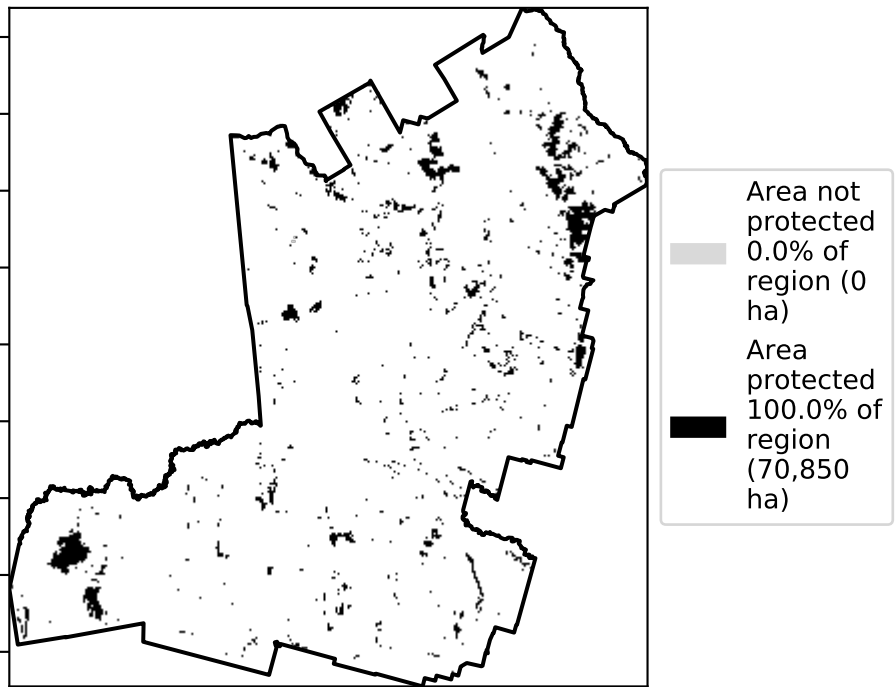 Area not
protected
0.0% of
region (0
ha)
Area
protected
100.0% of
region
(70,850
ha)